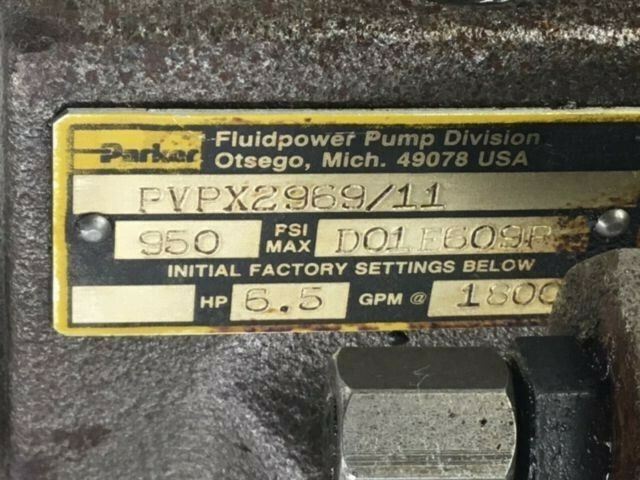 Parker
Fluidpower Pump Division
Otsego, Mich. 49078 USA
PVPX2969/11
950 PSI MAX
INITIAL FACTORY SETTINGS BELOW
HP 6.5 GPM @ 1800